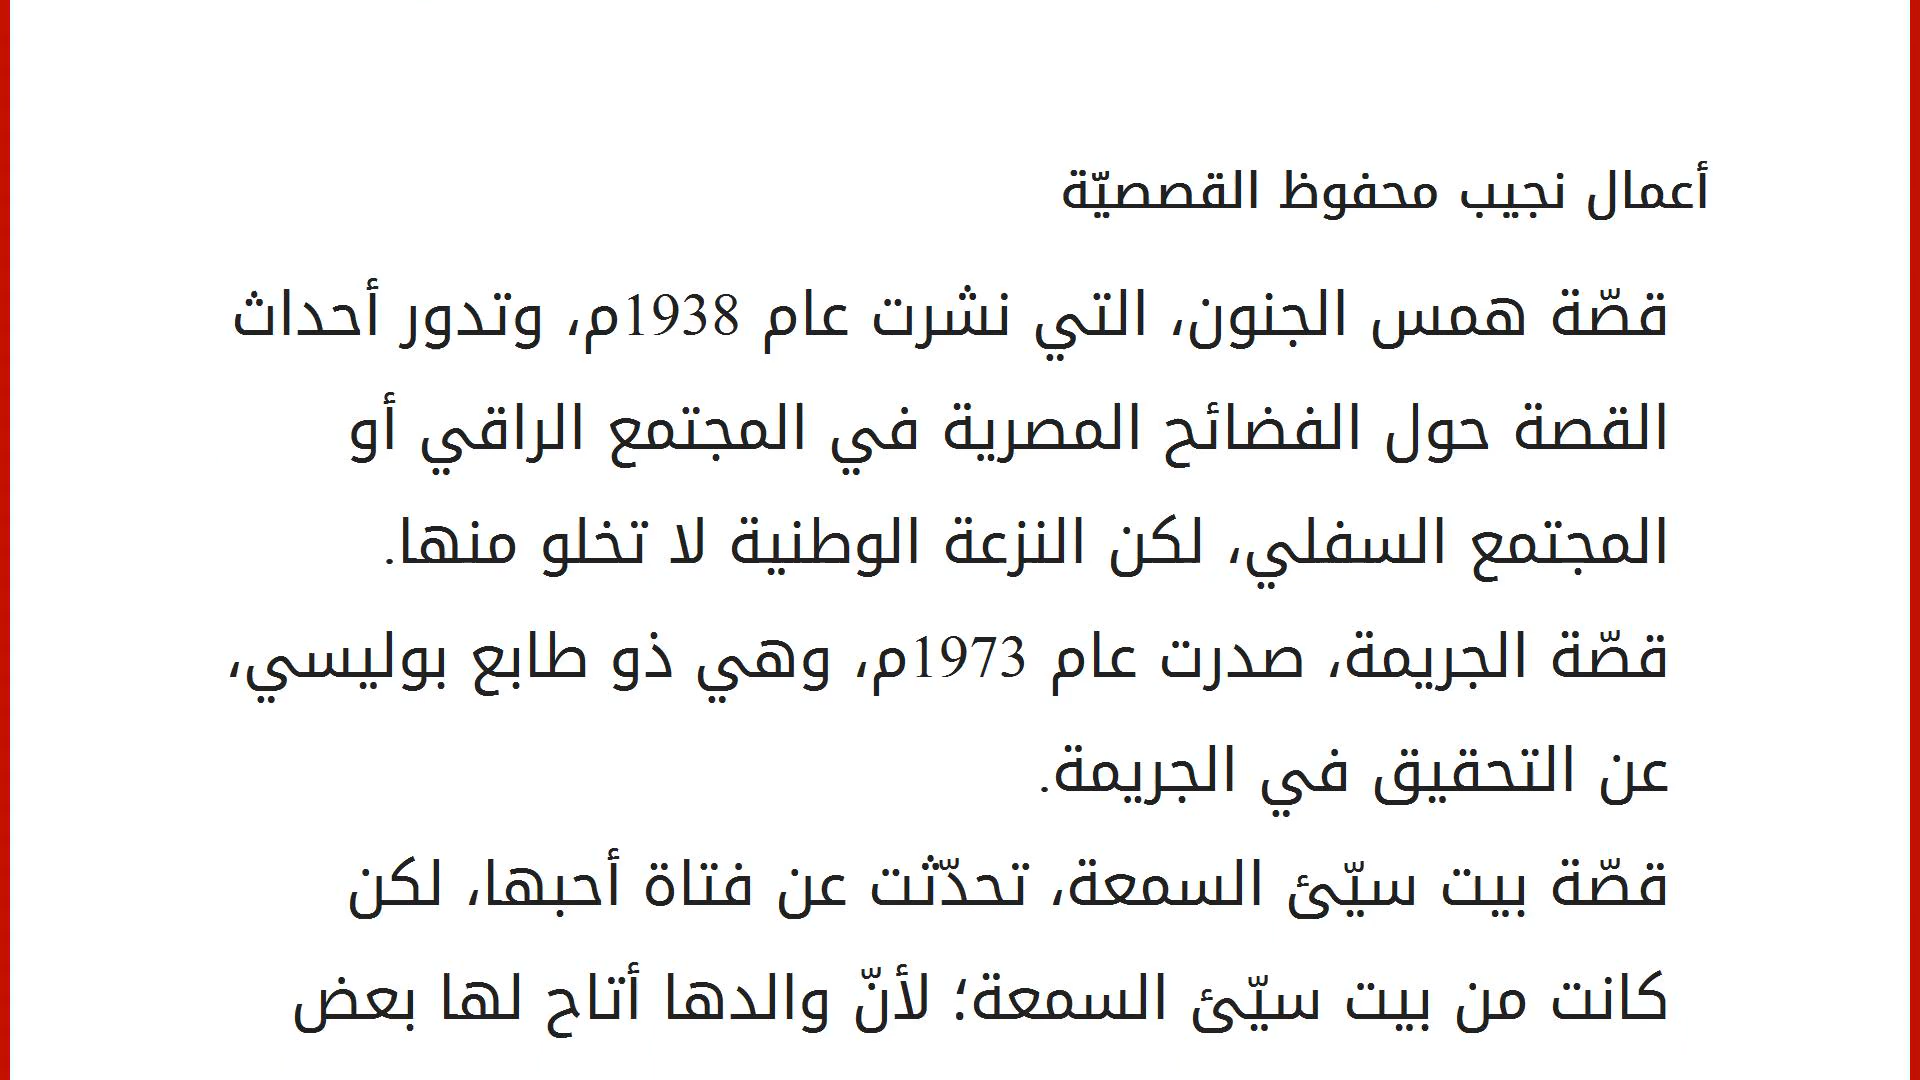 أعمال نجيب محفوظ القصصيّة
قصّة همس الجنون، التي نشرت عام 1938م، وتدور أحداث
القصة حول الفضائح المصرية في المجتمع الراقي أو
المجتمع السفلي، لكن النزعة الوطنية لا تخلو منها.
قصّة الجريمة، صدرت عام 1973م، وهي ذو طابع بوليسي،
عن التحقيق في الجريمة.
قصّة بيت سيّئ السمعة، تحدّثت عن فتاة أحبها، لكن
كانت من بيت سيّئ السمعة؛ لأنّ والدها أتاح لها بعض